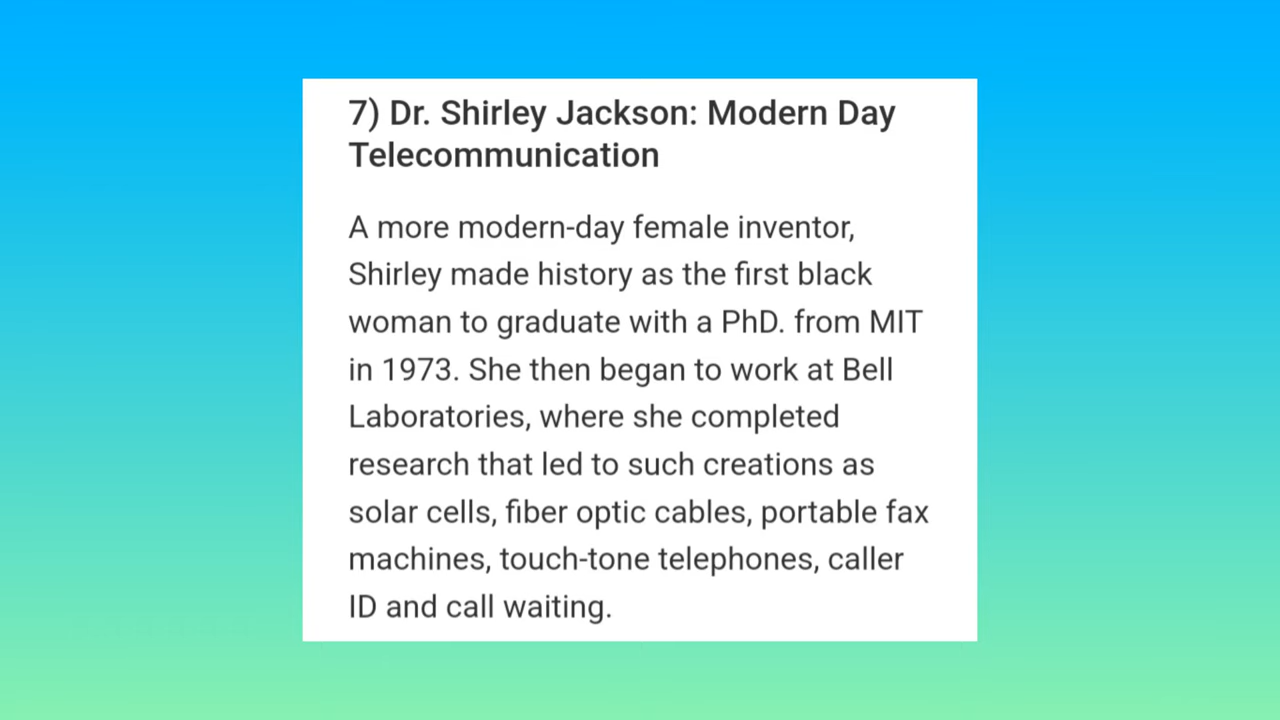 7) Dr. Shirley Jackson: Modern Day
Telecommunication
A more modern-day female inventor,
Shirley made history as the first black
woman to graduate with a PhD. from MIT
in 1973. She then began to work at Bell
Laboratories, where she completed
research that led to such creations as
solar cells, fiber optic cables, portable fax
machines, touch-tone telephones, caller
ID and call waiting.